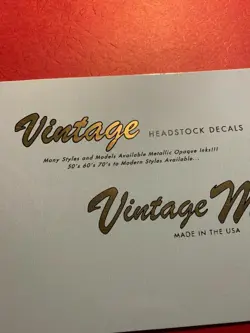 Vintage HEADSTOCK DECALS
Many Styles and Models Available Metallic Opaque Inks!!!
50's 60's 70's to Modern Styles Available...
Vintage M
MADE IN THE USA